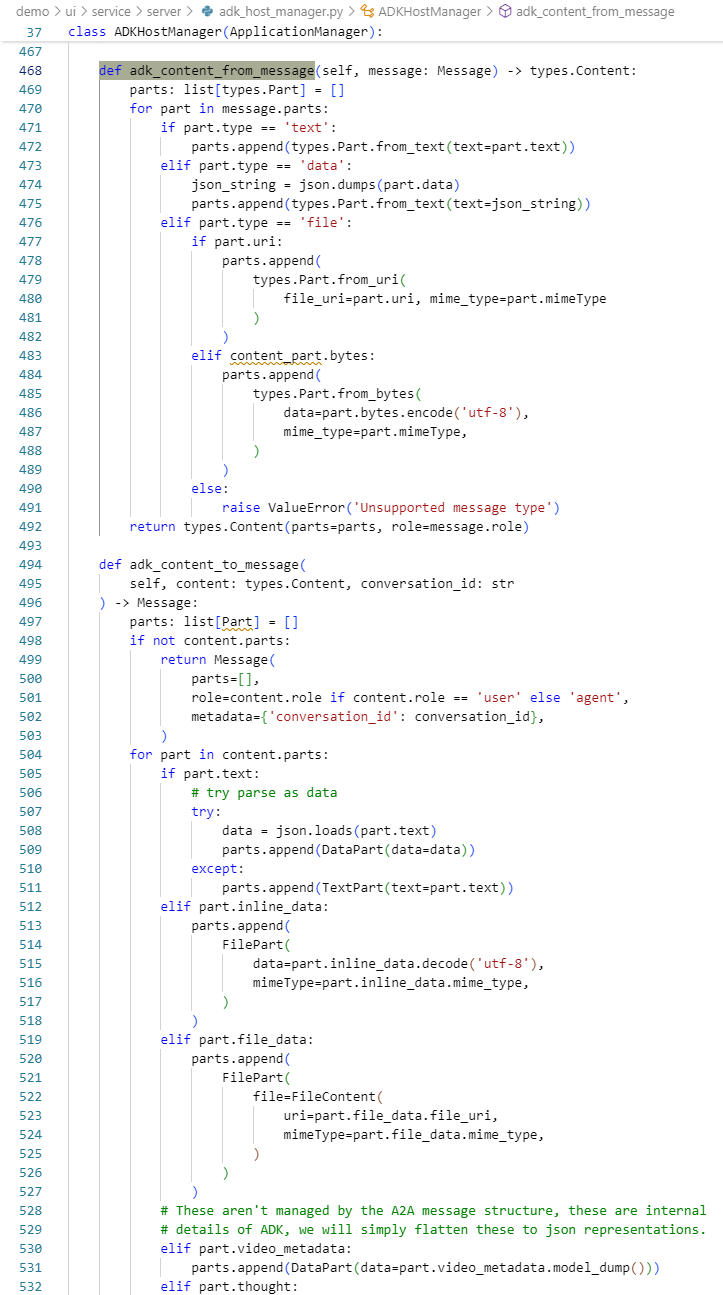 demo > ui > service > server > adk_host_manager.py > ADKHostManager > adk_content_from_message
37 class ADKHostManager(ApplicationManager):
467
468 def adk_content_from_message(self, message: Message) -> types.Content:
469 parts: list[types.Part] = []
470 for part in message.parts:
471 if part.type == 'text':
472 parts.append(types.Part.from_text(text=part.text))
473 elif part.type == 'data':
474 json_string = json.dumps(part.data)
475 parts.append(types.Part.from_text(text=json_string))
476 elif part.type == 'file':
477 if part.uri:
478 parts.append(
479 types.Part.from_uri(
480 file_uri=part.uri, mime_type=part.mimeType
481 )
482 )
483 elif content_part.bytes:
484 parts.append(
485 types.Part.from_bytes(
486 data=part.bytes.encode('utf-8'),
487 mime_type=part.mimeType,
488 )
489 )
490 else:
491 raise ValueError('Unsupported message type')
492 return types.Content(parts=parts, role=message.role)
493
494 def adk_content_to_message(
495 self, content: types.Content, conversation_id: str
496 ) -> Message:
497 parts: list[Part] = []
498 if not content.parts:
499 return Message(
500 parts=[],
501 role=content.role if content.role == 'user' else 'agent',
502 metadata={'conversation_id': conversation_id},
503 )
504 for part in content.parts:
505 if part.text:
506 # try parse as data
507 try:
508 data = json.loads(part.text)
509 parts.append(DataPart(data=data))
510 except:
511 parts.append(TextPart(text=part.text))
512 elif part.inline_data:
513 parts.append(
514 FilePart(
515 data=part.inline_data.decode('utf-8'),
516 mimeType=part.inline_data.mime_type,
517 )
518 )
519 elif part.file_data:
520 parts.append(
521 FilePart(
522 file=FileContent(
523 uri=part.file_data.file_uri,
524 mimeType=part.file_data.mime_type,
525 )
526 )
527 )
528 # These aren't managed by the A2A message structure, these are internal
529 # details of ADK, we will simply flatten these to json representations.
530 elif part.video_metadata:
531 parts.append(DataPart(data=part.video_metadata.model_dump()))
532 elif part.thought: